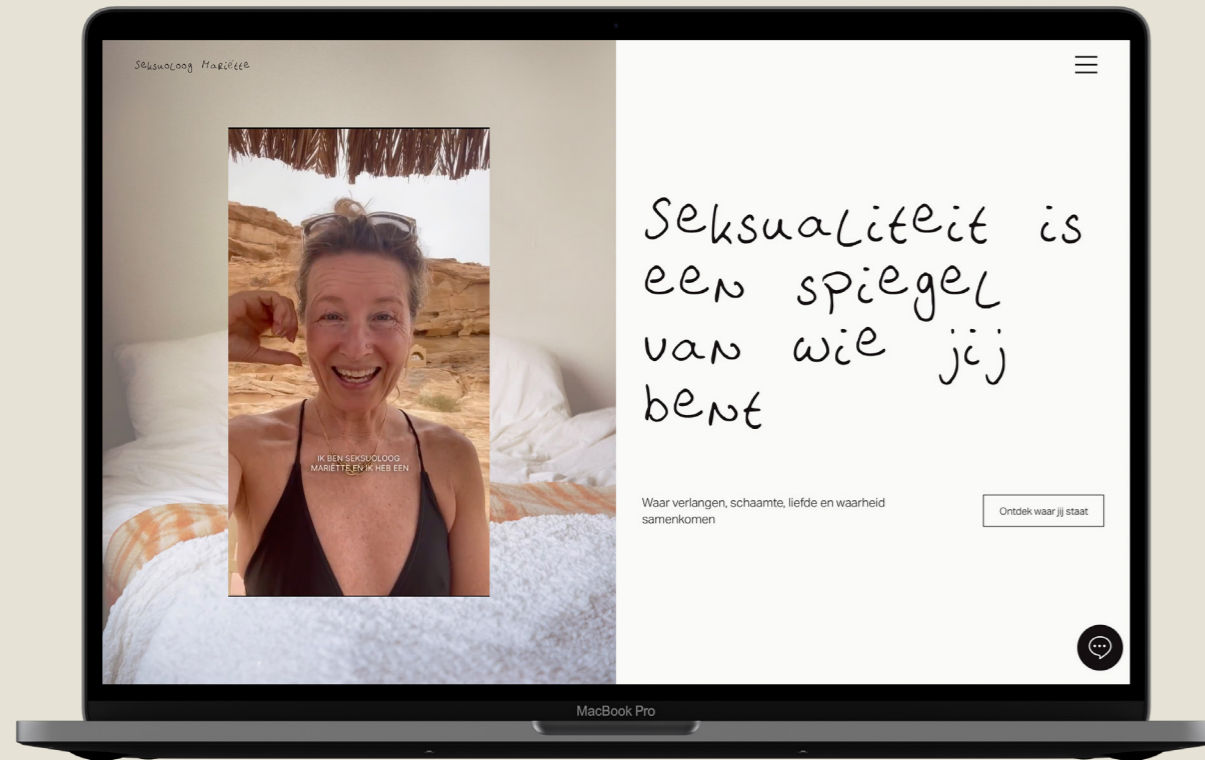 Seksuoloog Mariëtte
IK BEN SEKSUOLOOG
MARIËTTE EN IK HEB EEN
Seksualiteit is
een spiegel
van wie jij
bent
Waar verlangen, schaamte, liefde en waarheid
samenkomen
Ontdek waar jij staat
MacBook Pro